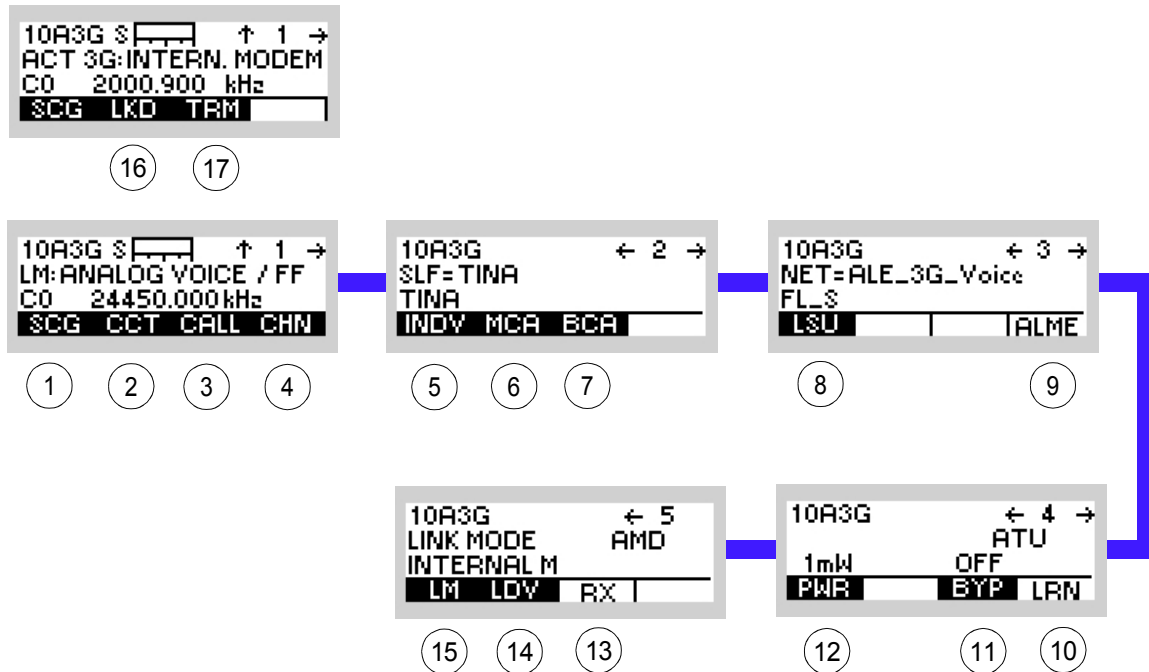 10A3G S ↑ 1 →
ACT 3G:INTERN. MODEM
C0 2000.900 kHz
SCG LKD TRM
16 17
10A3G S ↑ 1 →
LM:ANALOG VOICE / FF
C0 24450.000 kHz
SCG CCT CALL CHN
1 2 3 4
10A3G ← 2 →
SLF=TINA
TINA
INDV MCA BCA
5 6 7
10A3G ← 3 →
NET=ALE_3G_Voice
FL_S
LSU ALME
8 9
10A3G ← 5
LINK MODE AMD
INTERNAL M
LM LDV RX
15 14 13
10A3G ← 4 →
ATU
1mW OFF
PWR BYP LRN
12 11 10